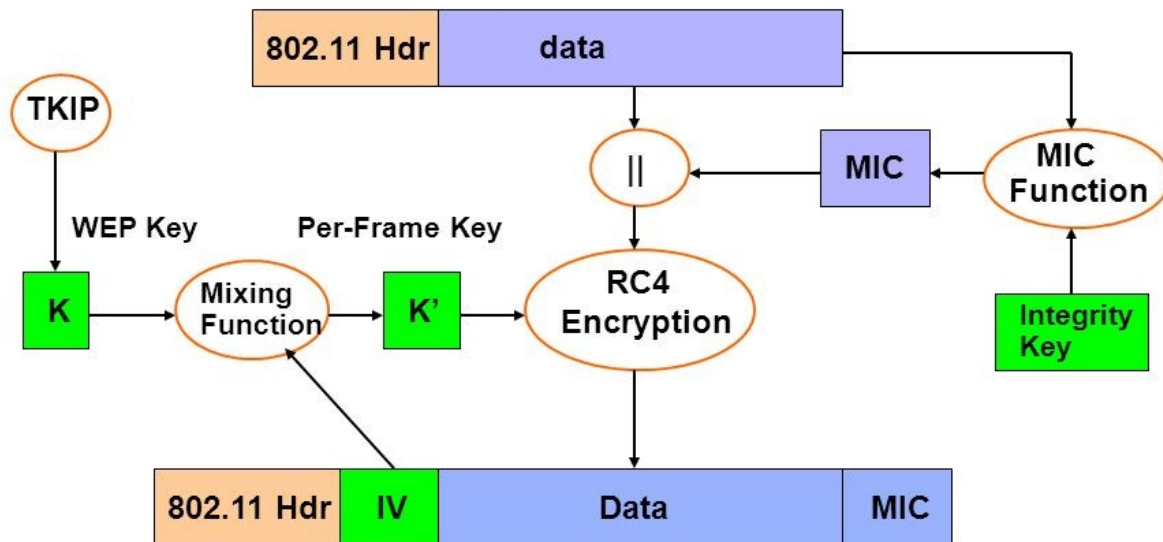 802.11 Hdr
data
TKIP
||
MIC
MIC
Function
WEP Key
Per-Frame Key
K
Mixing
Function
K’
RC4
Encryption
Integrity
Key
802.11 Hdr
IV
Data
MIC